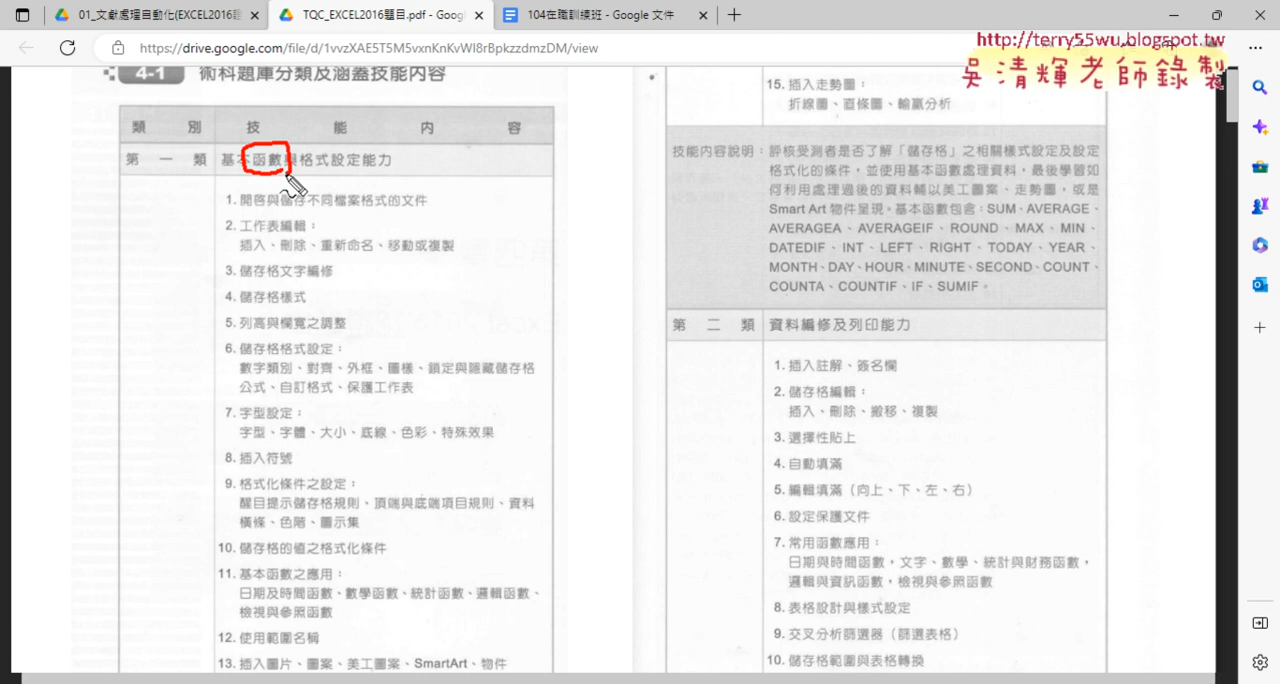 01_文獻處理自動化(EXCEL2016題
TQC_EXCEL2016題目.pdf - Goog
104在職訓練班 - Google 文件
https://drive.google.com/file/d/1vvzXAE5T5M5vxnKnKvWI8rBpkzzdmzDM/view
http://terry55wu.blogspot.tw
吳清輝老師錄製
4-1 術科題庫分類及涵蓋技能內容
類別 技能內容
第一類 基本函數與格式設定能力
1. 開啓與儲存不同檔案格式的文件
2. 工作表編輯：
插入、刪除、重新命名、移動或複製
3. 儲存格文字編修
4. 儲存格樣式
5. 列高與欄寬之調整
6. 儲存格格式設定：
數字類別、對齊、外框、圖樣、鎖定與隱藏儲存格
公式、自訂格式、保護工作表
7. 字型設定：
字型、字體、大小、底線、色彩、特殊效果
8. 插入符號
9. 格式化條件之設定：
醒目提示儲存格規則、頂端與底端項目規則、資料
橫條、色階、圖示集
10. 儲存格的值之格式化條件
11. 基本函數之應用：
日期及時間函數、數學函數、統計函數、邏輯函數、
檢視與參照函數
12. 使用範圍名稱
13. 插入圖片、圖案、美工圖案、SmartArt、物件
15. 插入走勢圖：
折線圖、直條圖、輸贏分析
技能內容說明：評核受測者是否了解「儲存格」之相關樣式設定及設定
格式化的條件，並使用基本函數處理資料，最後學習如
何利用處理過後的資料輔以美工圖案、走勢圖，或是
Smart Art 物件呈現。基本函數包含：SUM、AVERAGE、
AVERAGEA、AVERAGEIF、ROUND、MAX、MIN、
DATEDIF、INT、LEFT、RIGHT、TODAY、YEAR、
MONTH、DAY、HOUR、MINUTE、SECOND、COUNT、
COUNTA、COUNTIF、IF、SUMIF。
第二類 資料編修及列印能力
1. 插入註解、簽名欄
2. 儲存格編輯：
插入、刪除、搬移、複製
3. 選擇性貼上
4. 自動填滿
5. 編輯填滿（向上、下、左、右）
6. 設定保護文件
7. 常用函數應用：
日期與時間函數，文字、數學、統計與財務函數，
邏輯與資訊函數，檢視與參照函數
8. 表格設計與樣式設定
9. 交叉分析篩選器（篩選表格）
10. 儲存格範圍與表格轉換